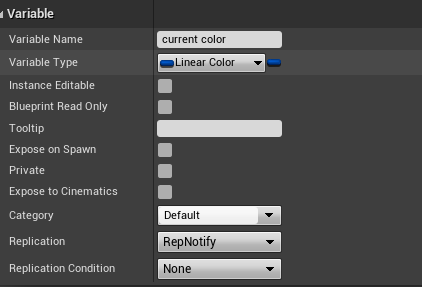 Variable
Variable Name current color
Variable Type Linear Color
Instance Editable
Blueprint Read Only
Tooltip
Expose on Spawn
Private
Expose to Cinematics
Category Default
Replication RepNotify
Replication Condition None